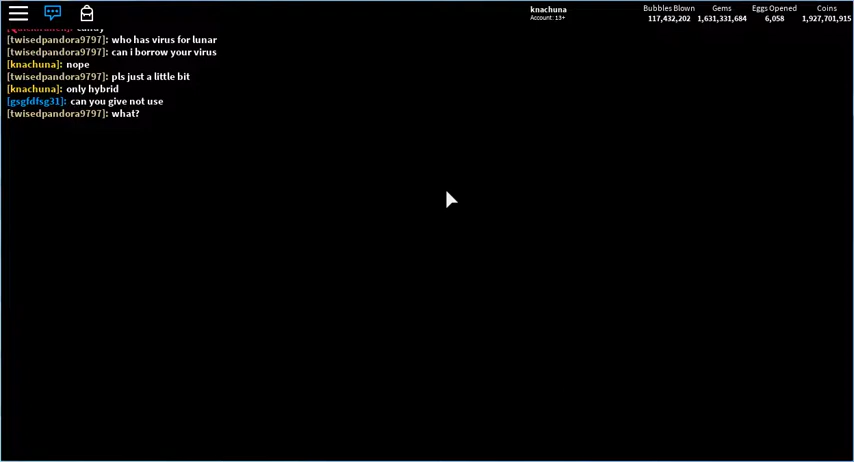 knachuna
Account: 13+
Bubbles Blown
Gems
Eggs Opened
Coins
117,432,202
1,631,331,684
6,058
1,927,701,915
candy
[twisedpandora9797]: who has virus for lunar
[twisedpandora9797]: can i borrow your virus
[knachuna]: nope
[twisedpandora9797]: pls just a little bit
[knachuna]: only hybrid
[gsgfdfsg31]: can you give not use
[twisedpandora9797]: what?